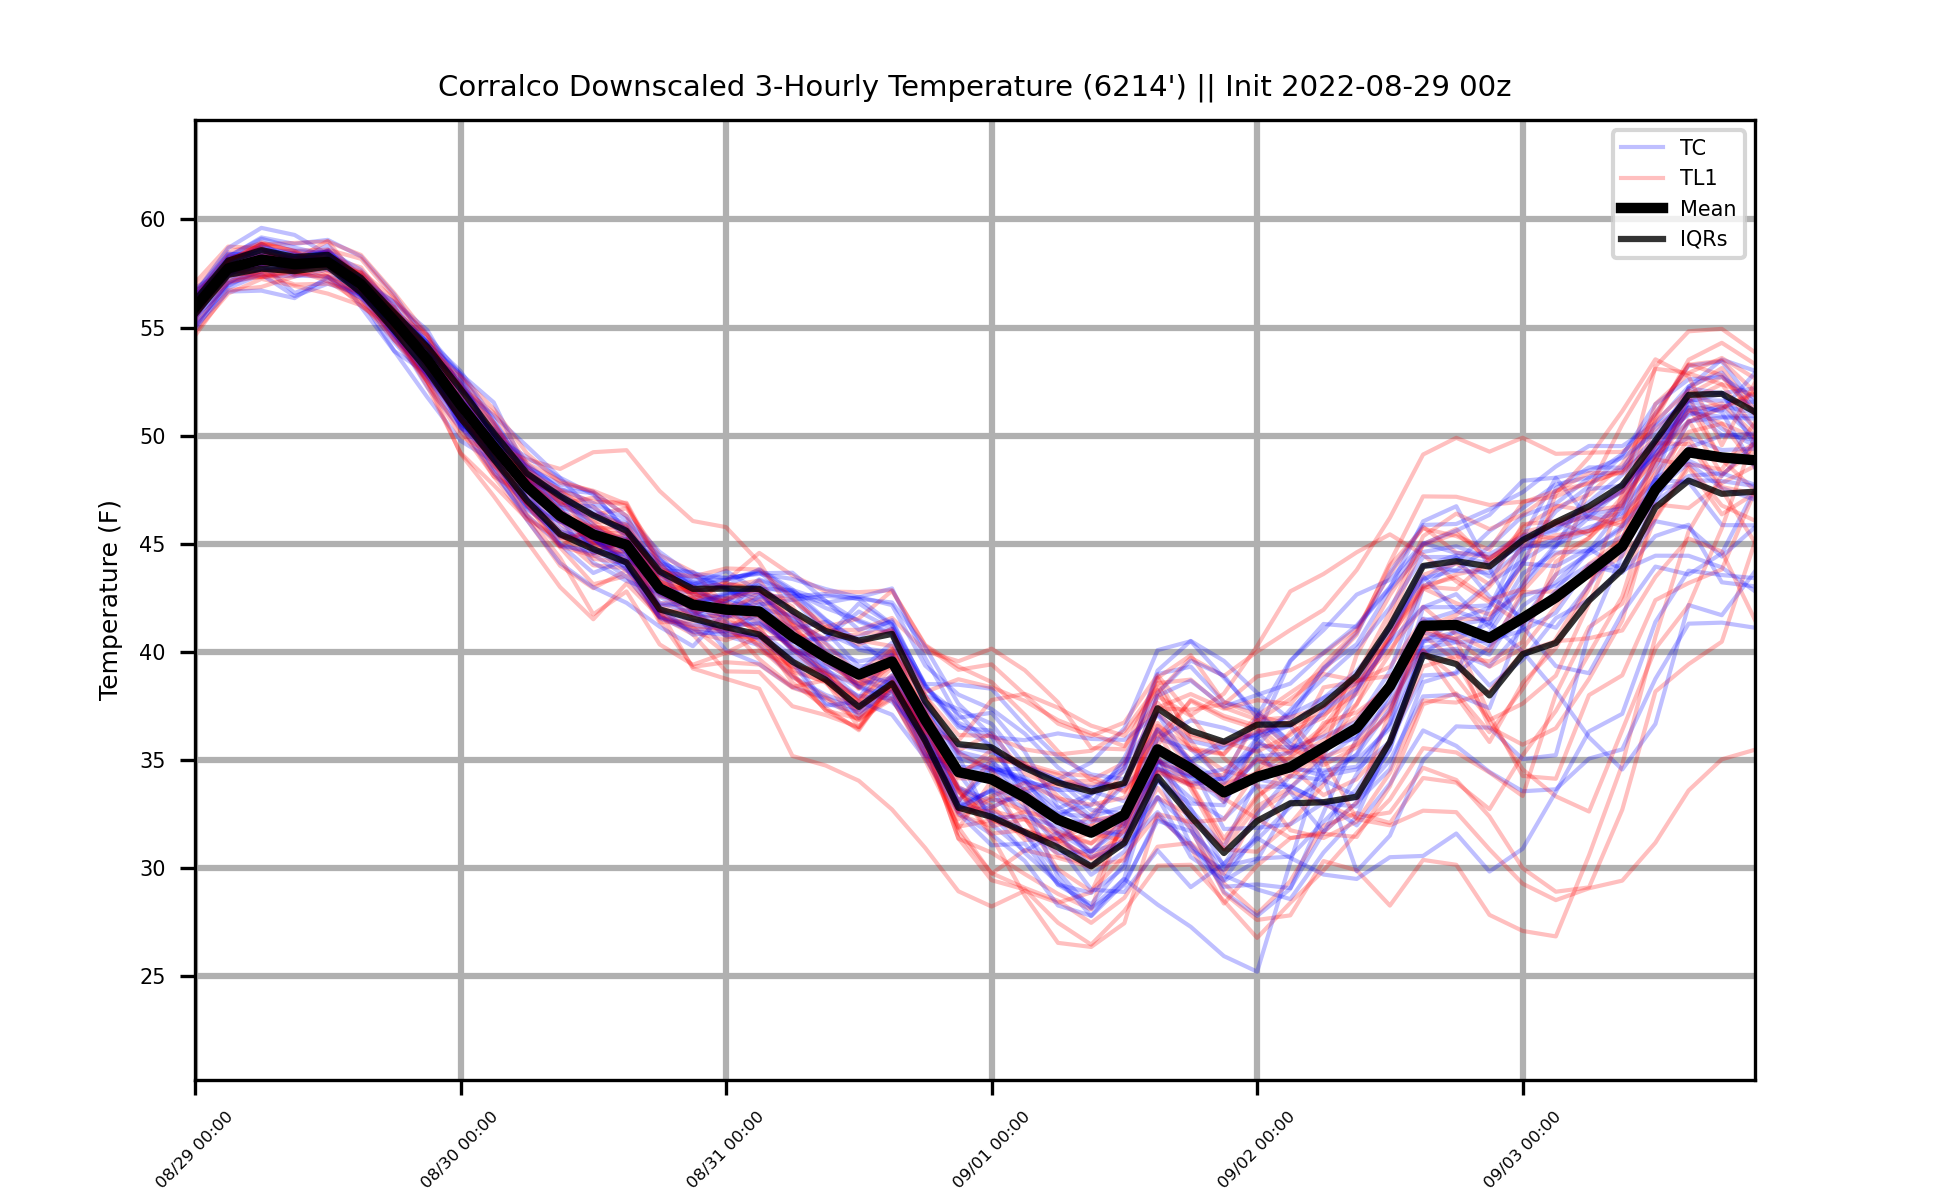 Corralco Downscaled 3-Hourly Temperature (6214') || Init 2022-08-29 00z
TC
TL1
Mean
IQRs
Temperature (F)
60
55
50
45
40
35
30
25
08/29 00:00
08/30 00:00
08/31 00:00
09/01 00:00
09/02 00:00
09/03 00:00